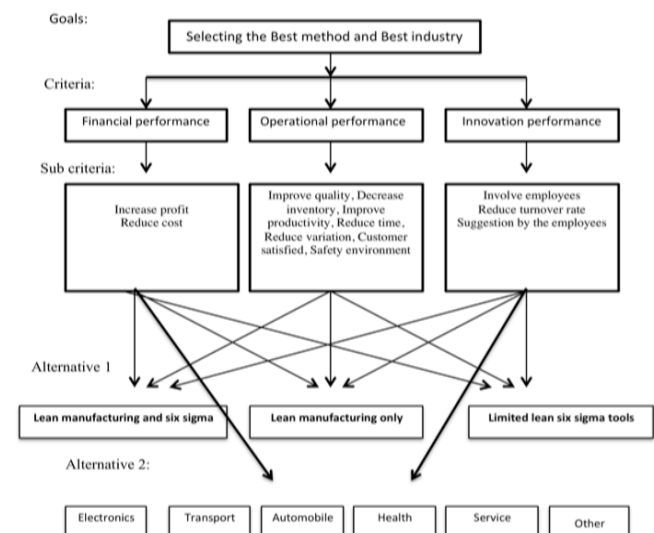 Goals:
Selecting the Best method and Best industry
Criteria:
Financial performance
Operational performance
Innovation performance
Sub criteria:
Increase profit
Reduce cost
Improve quality, Decrease
inventory, Improve
productivity, Reduce time,
Reduce variation, Customer
satisfied, Safety environment
Involve employees
Reduce turnover rate
Suggestion by the employees
Alternative 1
Lean manufacturing and six sigma
Lean manufacturing only
Limited lean six sigma tools
Alternative 2:
Electronics
Transport
Automobile
Health
Service
Other